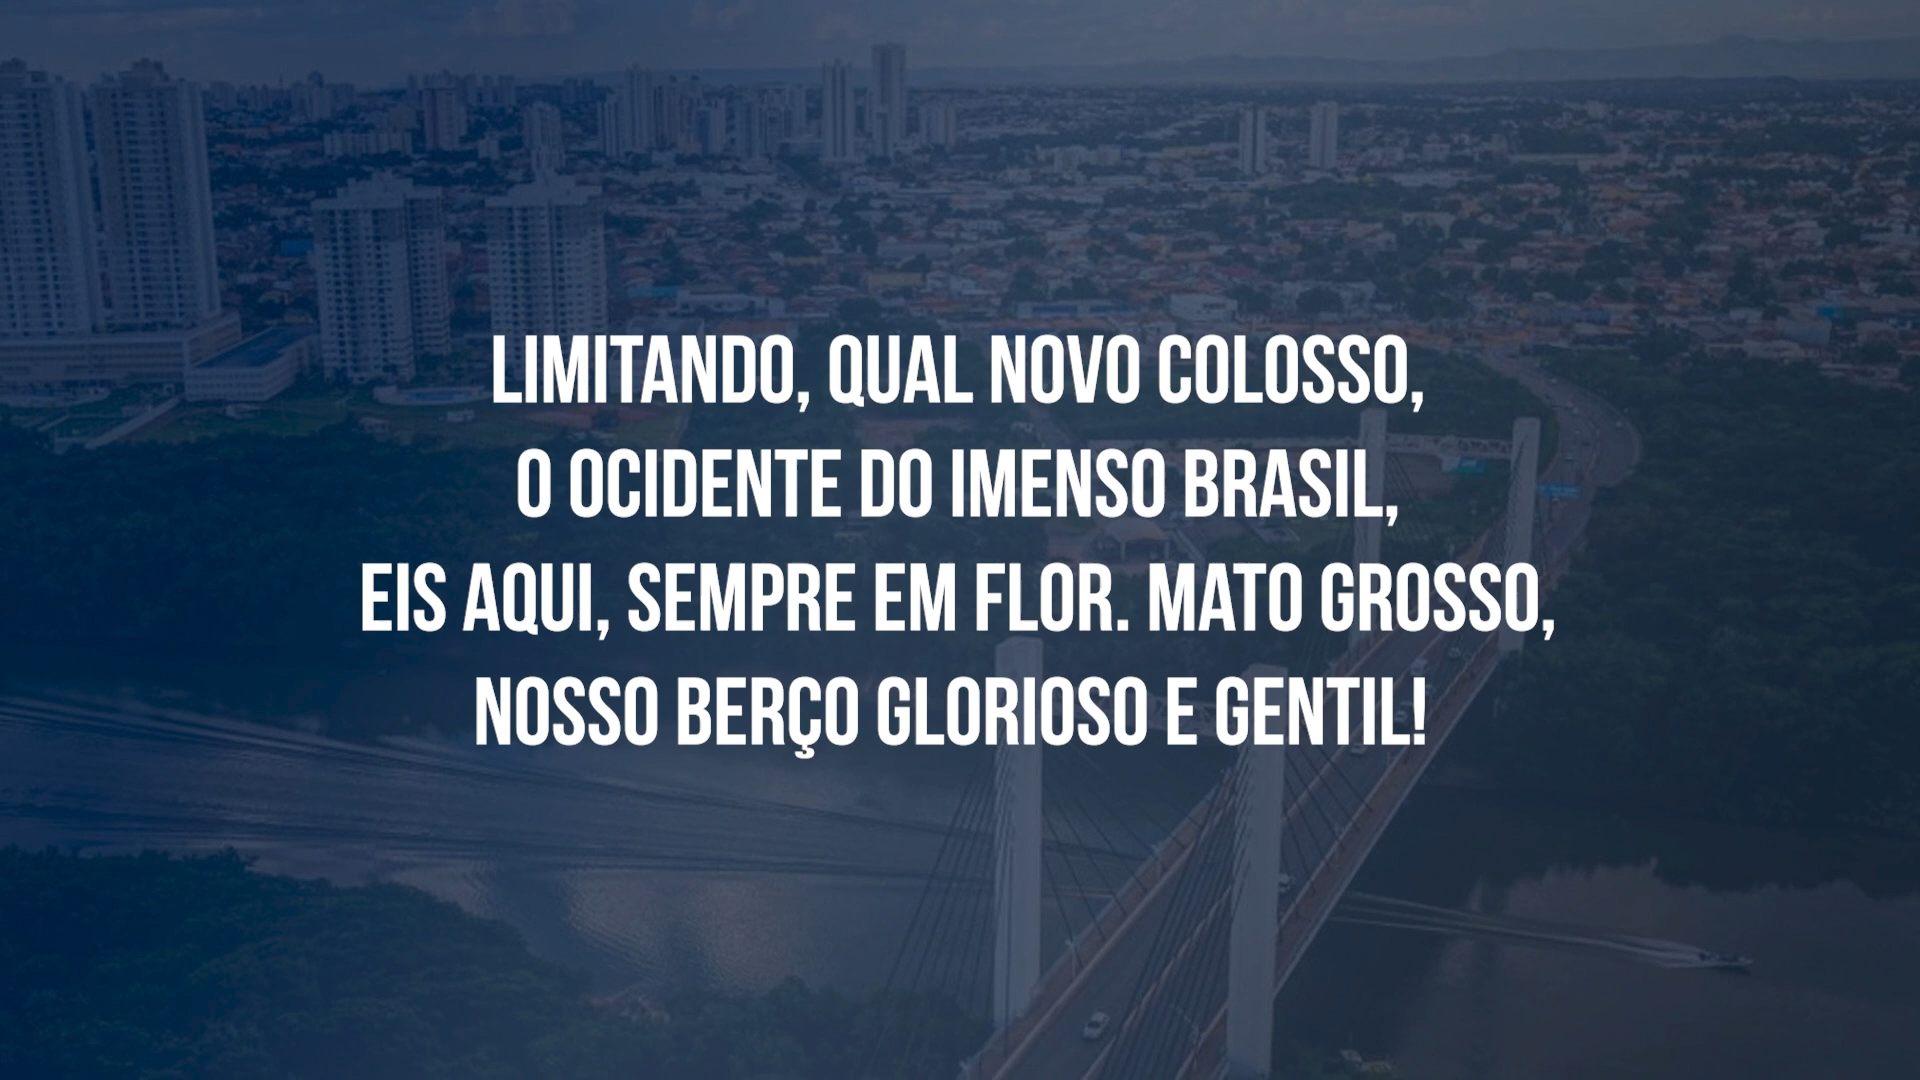 LIMITANDO, QUAL NOVO COLOSSO,
O OCIDENTE DO IMENSO BRASIL,
EIS AQUI, SEMPRE EM FLOR. MATO GROSSO,
NOSSO BERÇO GLORIOSO E GENTIL!